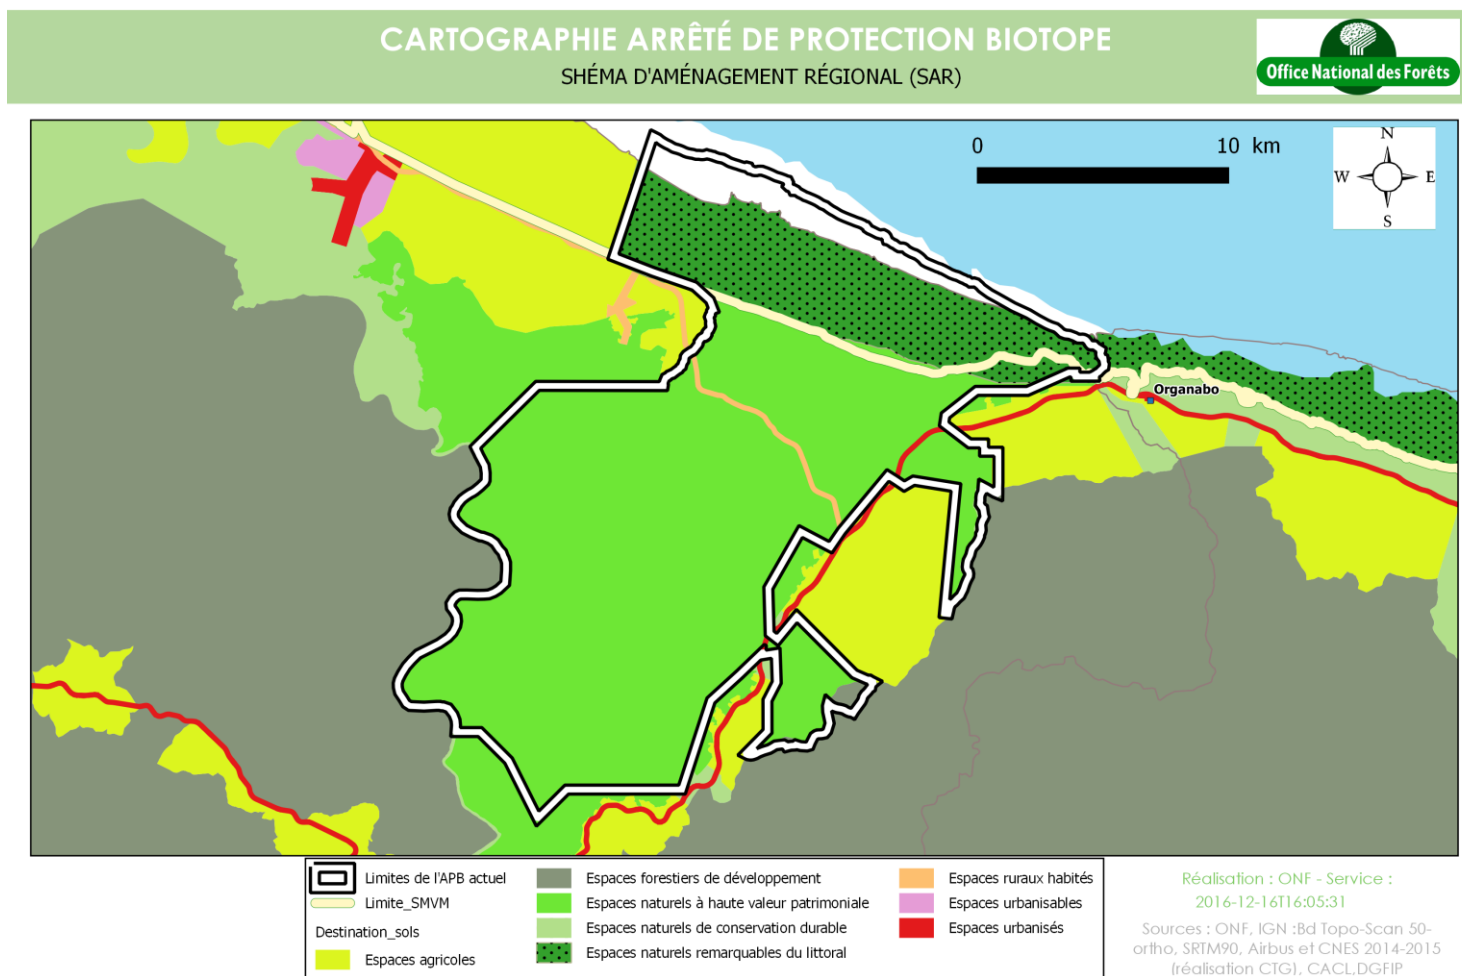 CARTOGRAPHIE ARRÊTÉ DE PROTECTION BIOTOPE
SHÉMA D'AMÉNAGEMENT RÉGIONAL (SAR)
Office National des Forêts
0 10 km
N
W E
S
Organabo
Limites de l'APB actuel
Limite_SMVM
Destination_sols
Espaces agricoles
Espaces forestiers de développement
Espaces naturels à haute valeur patrimoniale
Espaces naturels de conservation durable
Espaces naturels remarquables du littoral
Espaces ruraux habités
Espaces urbanisables
Espaces urbanisés
Réalisation : ONF - Service :
2016-12-16T16:05:31
Sources : ONF, IGN :Bd Topo-Scan 50-
ortho, SRTM90, Airbus et CNES 2014-2015
(réalisation CTG), CACL,DGFIP